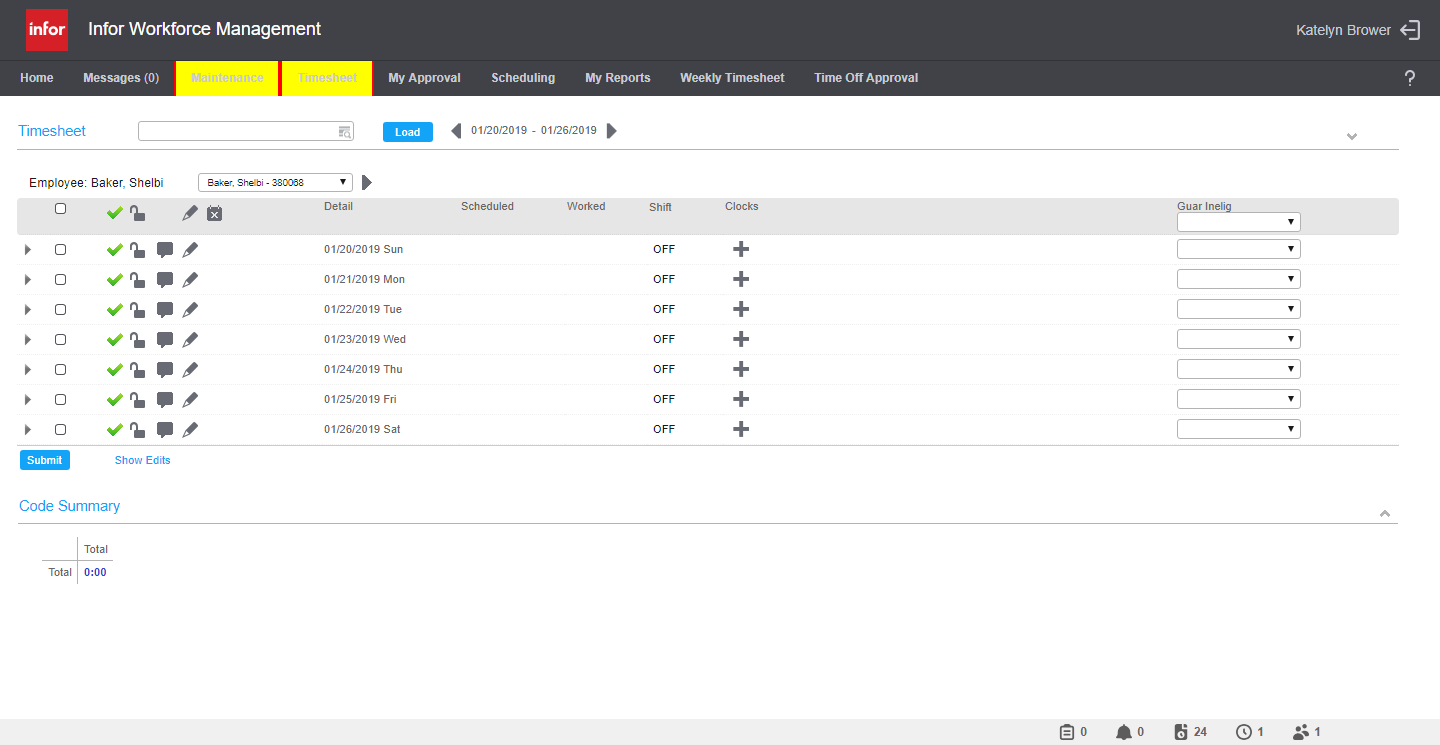 infor Infor Workforce Management Katelyn Brower
Home Messages (0) Maintenance Timesheet My Approval Scheduling My Reports Weekly Timesheet Time Off Approval ?
Timesheet Load 01/20/2019 - 01/26/2019
Employee: Baker, Shelbi Baker, Shelbi - 380068
Detail Scheduled Worked Shift Clocks Guar Inelig
01/20/2019 Sun OFF
01/21/2019 Mon OFF
01/22/2019 Tue OFF
01/23/2019 Wed OFF
01/24/2019 Thu OFF
01/25/2019 Fri OFF
01/26/2019 Sat OFF
Submit Show Edits
Code Summary
Total
Total 0:00
0 0 24 1 1